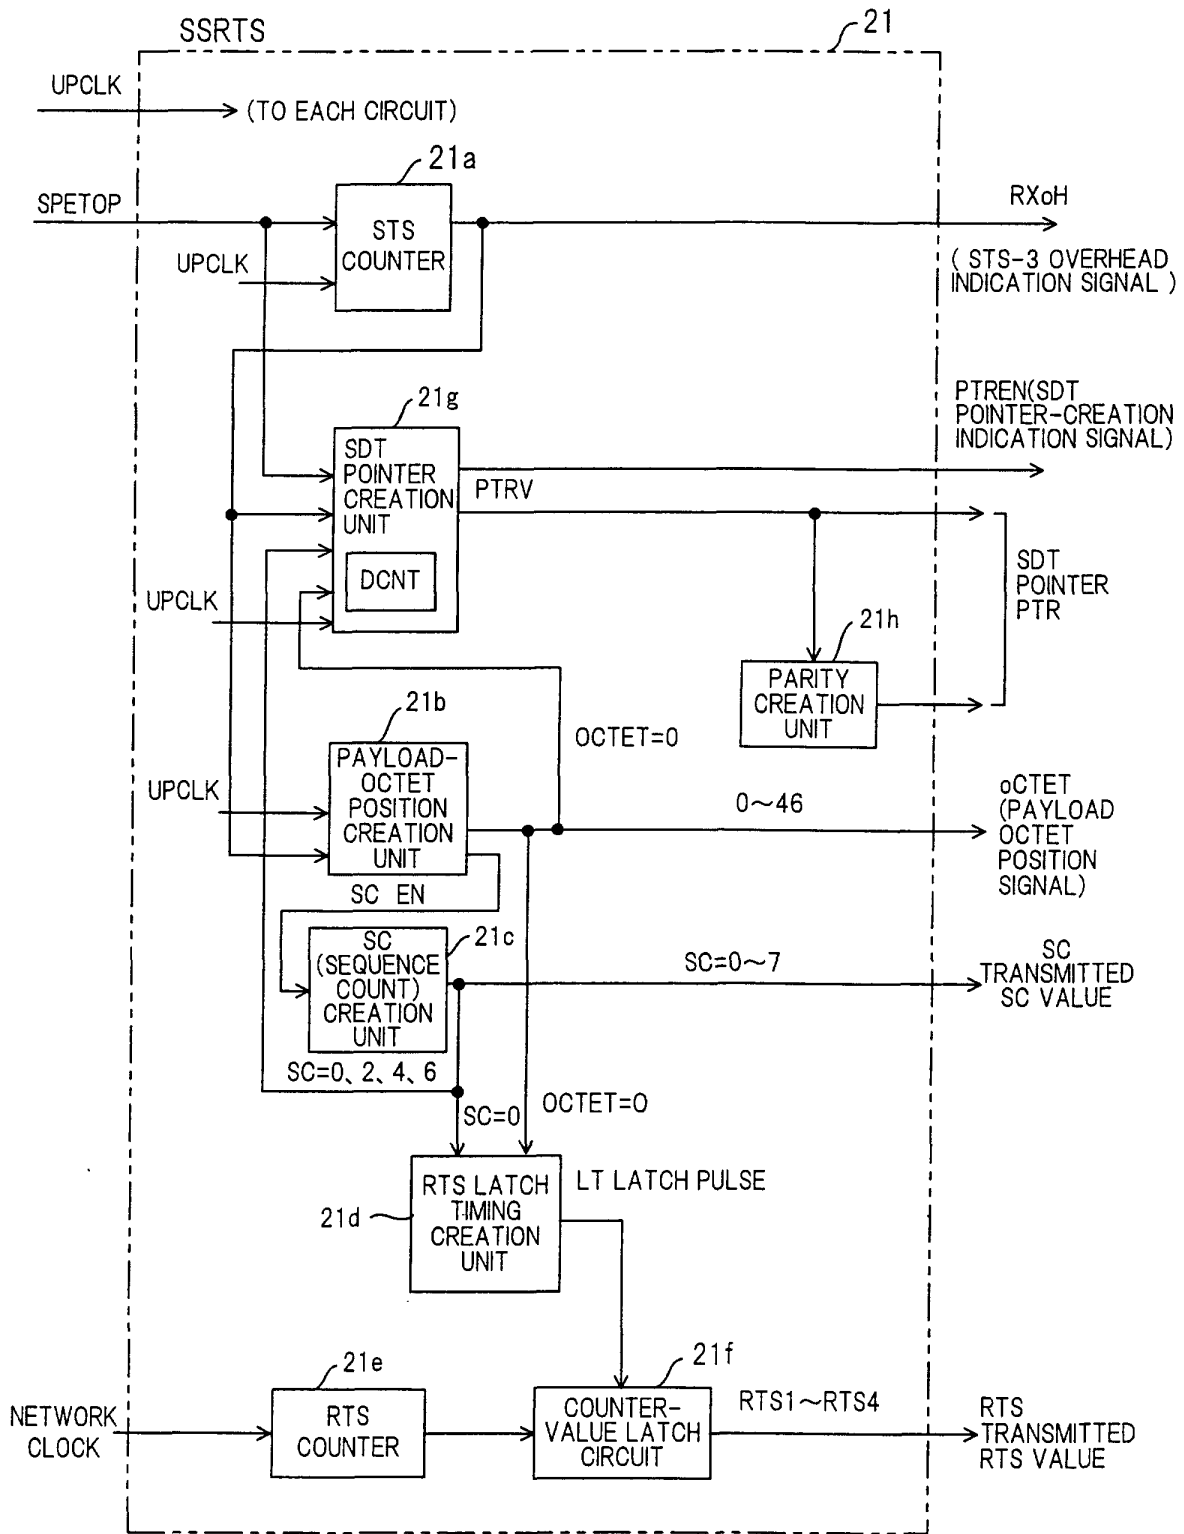 SSRTS
21
UPCLK
(TO EACH CIRCUIT)
21a
SPETOP
STS
COUNTER
UPCLK
RXoH
( STS-3 OVERHEAD
INDICATION SIGNAL )
21g
SDT
POINTER
CREATION
UNIT
DCNT
UPCLK
PTRV
PTREN(SDT
POINTER-CREATION
INDICATION SIGNAL)
SDT
POINTER
PTR
21h
PARITY
CREATION
UNIT
21b
PAYLOAD-
OCTET
POSITION
CREATION
UNIT
UPCLK
OCTET=0
0～46
oCTET
(PAYLOAD
OCTET
POSITION
SIGNAL)
SC EN
21c
SC
(SEQUENCE
COUNT)
CREATION
UNIT
SC=0～7
SC
TRANSMITTED
SC VALUE
SC=0、2、4、6
SC=0
OCTET=0
21d
RTS LATCH
TIMING
CREATION
UNIT
LT LATCH PULSE
21e
21f
NETWORK
CLOCK
RTS
COUNTER
COUNTER-
VALUE LATCH
CIRCUIT
RTS1～RTS4
RTS
TRANSMITTED
RTS VALUE